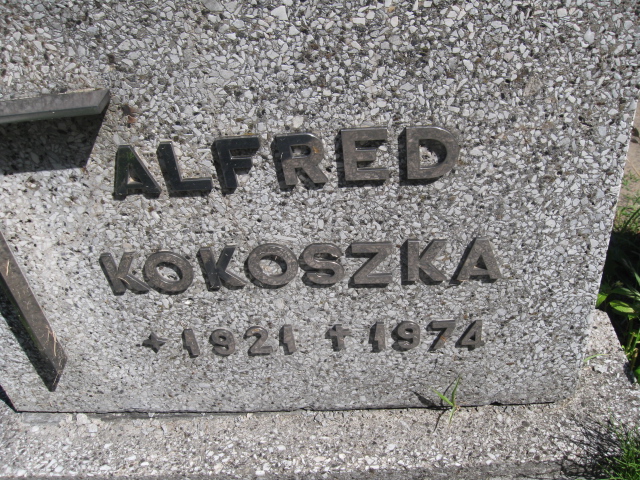 ALFRED
KOKOSZKA
✦ 1921 ✝ 1974